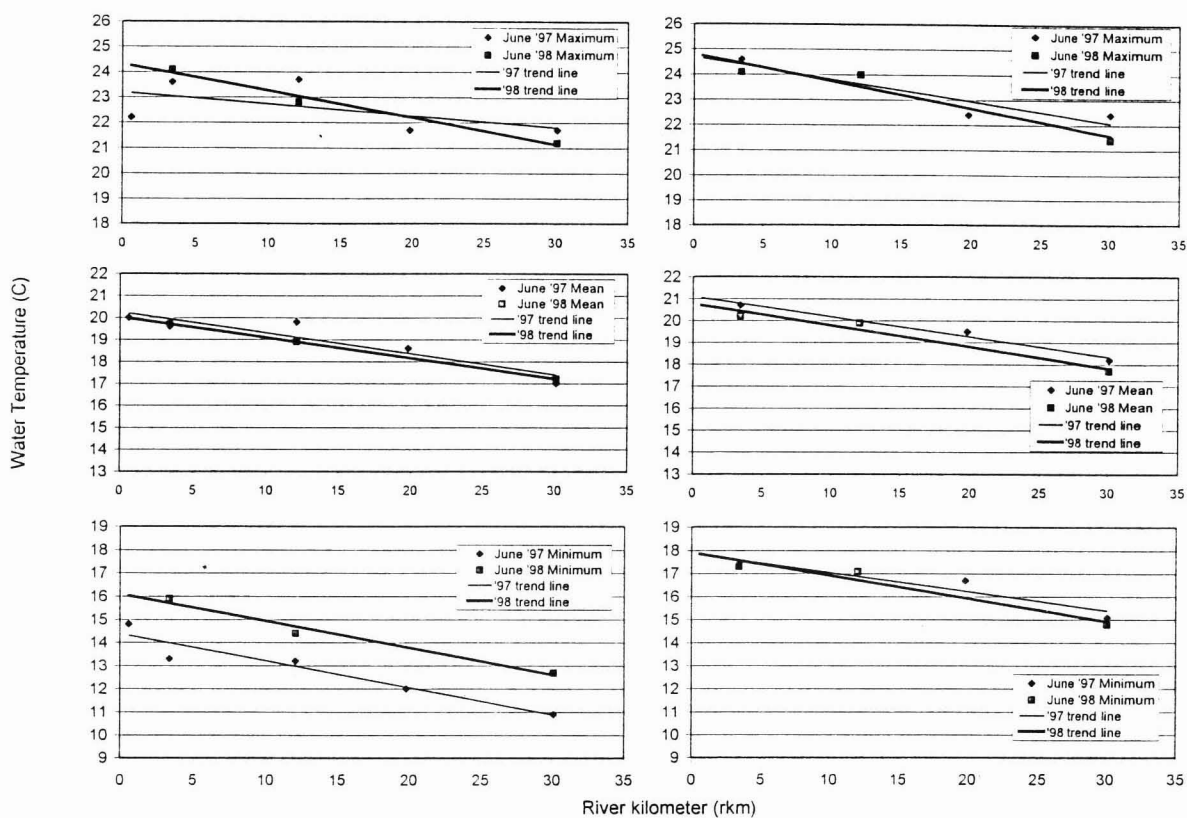 26
25
24
23
22
21
20
19
18
0 5 10 15 20 25 30 35
June '97 Maximum
June '98 Maximum
'97 trend line
'98 trend line
26
25
24
23
22
21
20
19
18
0 5 10 15 20 25 30 35
June '97 Maximum
June '98 Maximum
'97 trend line
'98 trend line
Water Temperature (C)
22
21
20
19
18
17
16
15
14
13
0 5 10 15 20 25 30 35
June '97 Mean
June '98 Mean
'97 trend line
'98 trend line
22
21
20
19
18
17
16
15
14
13
0 5 10 15 20 25 30 35
June '97 Mean
June '98 Mean
'97 trend line
'98 trend line
19
18
17
16
15
14
13
12
11
10
9
0 5 10 15 20 25 30 35
June '97 Minimum
June '98 Minimum
'97 trend line
'98 trend line
19
18
17
16
15
14
13
12
11
10
9
0 5 10 15 20 25 30 35
June '97 Minimum
June '98 Minimum
'97 trend line
'98 trend line
River kilometer (rkm)